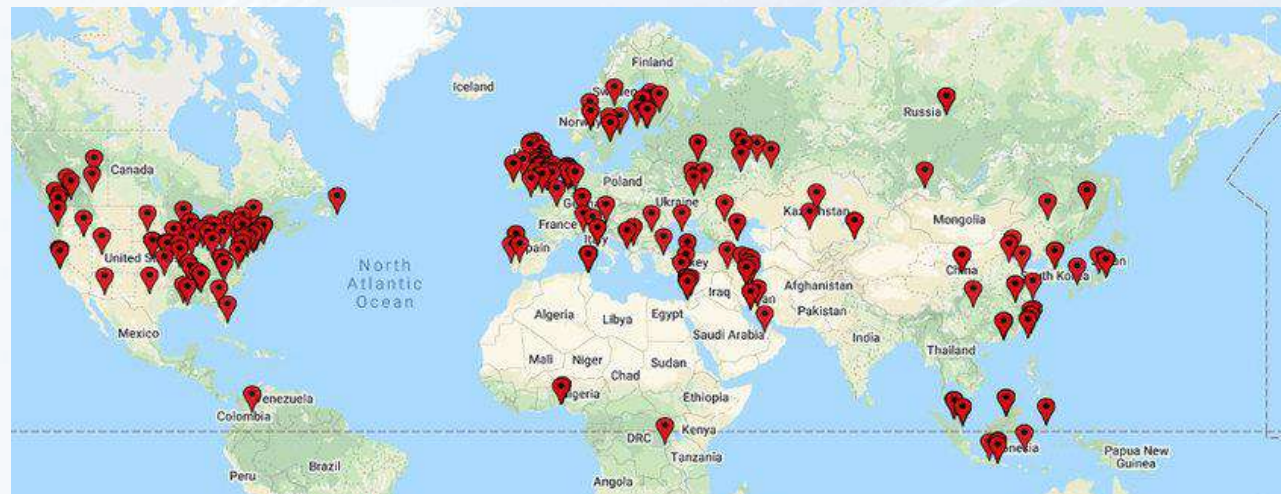 Finland
Iceland
Russia
Canada
Poland
Ukraine
Mongolia
France
North
Atlantic
Ocean
China
South Korea
Iraq
Afghanistan
Pakistan
Algeria
Libya
Egypt
Saudi Arabia
India
Mexico
Thailand
Mali
Niger
Chad
Sudan
Ethiopia
Colombia
DRC
Kenya
Tanzania
Papua New
Guinea
Brazil
Peru
Angola